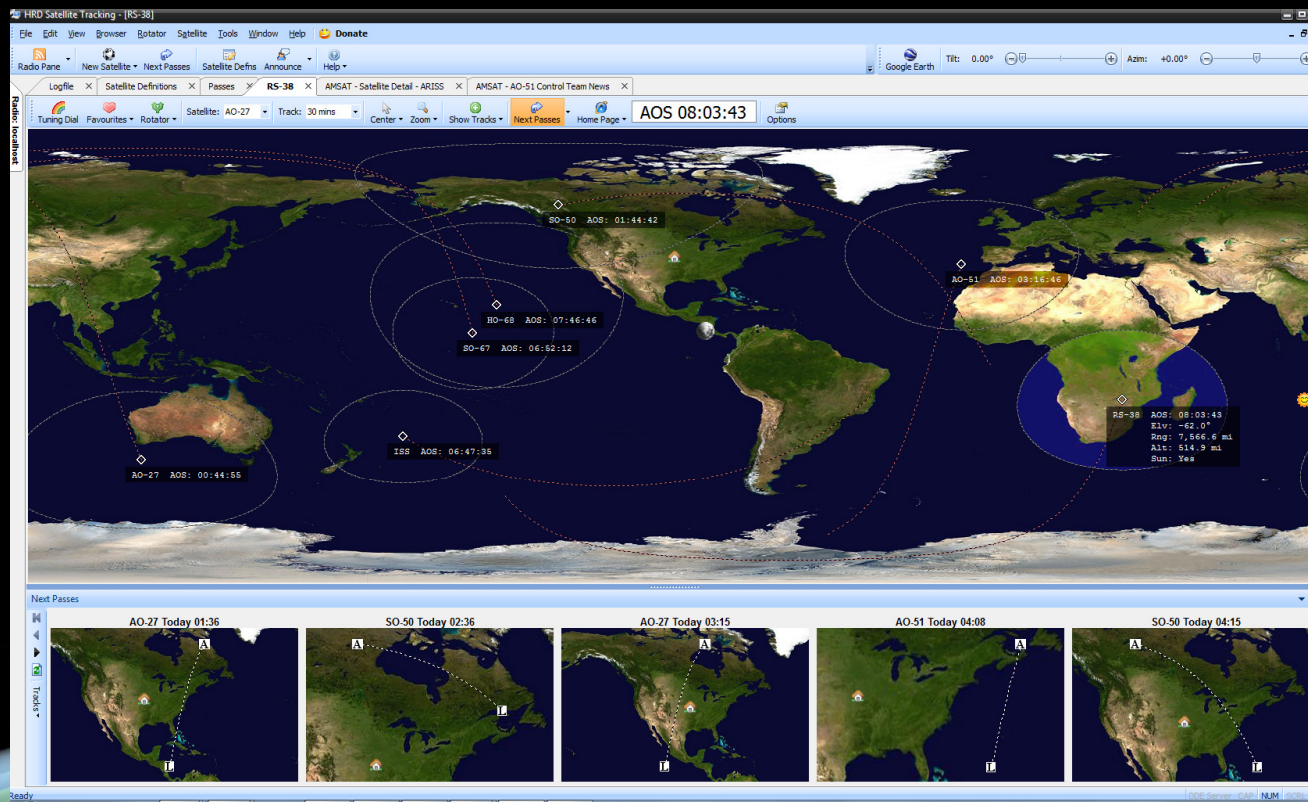 HRD Satellite Tracking - [RS-38]
File Edit View Browser Rotator Satellite Tools Window Help Donate
Radio Pane New Satellite Next Passes Satellite Defns Announce Help Google Earth Tilt: 0.00° Azim: +0.00°
Logfile Satellite Definitions Passes RS-38 AMSAT - Satellite Detail - ARISS AMSAT - AO-51 Control Team News
Radio: localhost
Tuning Dial Favourites Rotator Satellite: AO-27 Track: 30 mins Center Zoom Show Tracks Next Passes Home Page AOS 08:03:43 Options
SO-50 AOS: 01:44:42
AO-51 AOS: 03:16:46
HO-68 AOS: 07:46:46
SO-67 AOS: 06:52:12
RS-38 AOS: 08:03:43
Elv: -62.0°
Rng: 7,566.6 mi
Alt: 514.9 mi
Sun: Yes
ISS AOS: 06:47:35
AO-27 AOS: 00:44:55
Next Passes
Tracks
AO-27 Today 01:36 SO-50 Today 02:36 AO-27 Today 03:15 AO-51 Today 04:08 SO-50 Today 04:15
A A A A A
L L L L L
Ready DDE Server CAP NUM SCRL